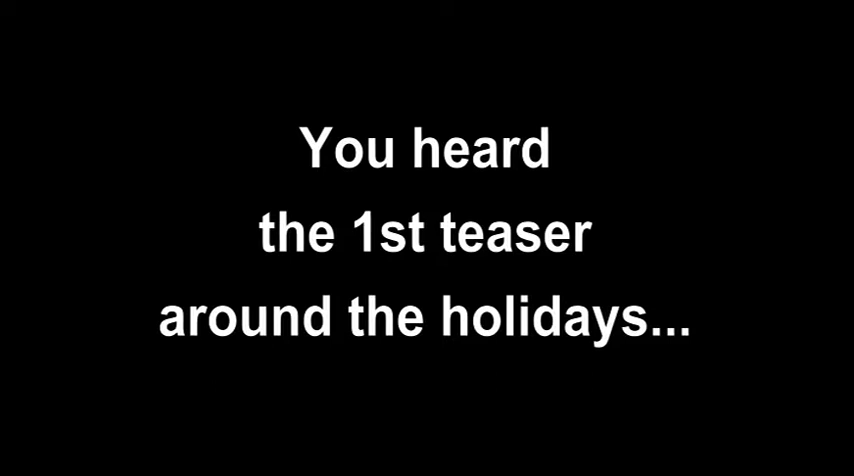 You heard
the 1st teaser
around the holidays...